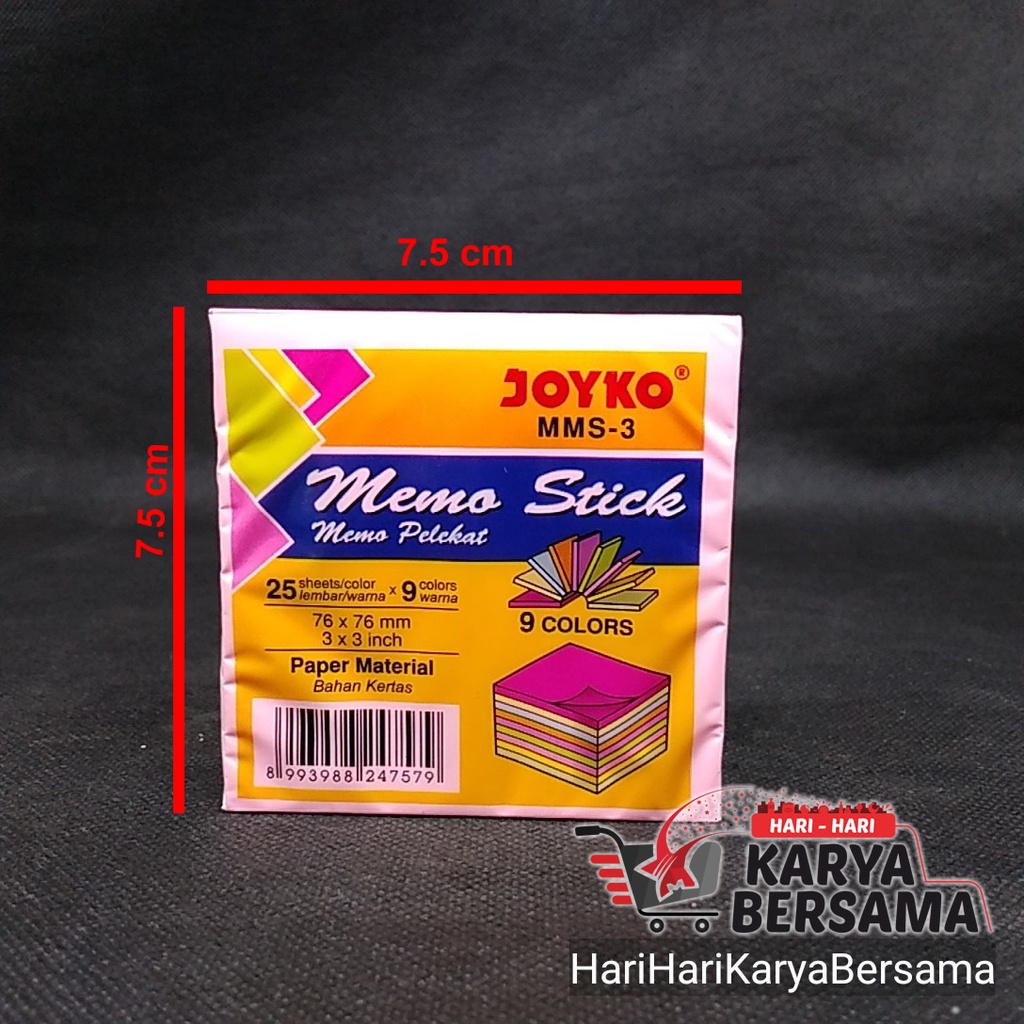 7.5 cm
7.5 cm
JOYKO®
MMS-3
Memo Stick
Memo Pelekat
25 sheets/color lembar/warna x 9 colors warna
76 x 76 mm
3 x 3 inch
Paper Material
Bahan Kertas
9 COLORS
8 993988 247579
HARI - HARI
KARYA
BERSAMA
HariHariKaryaBersama